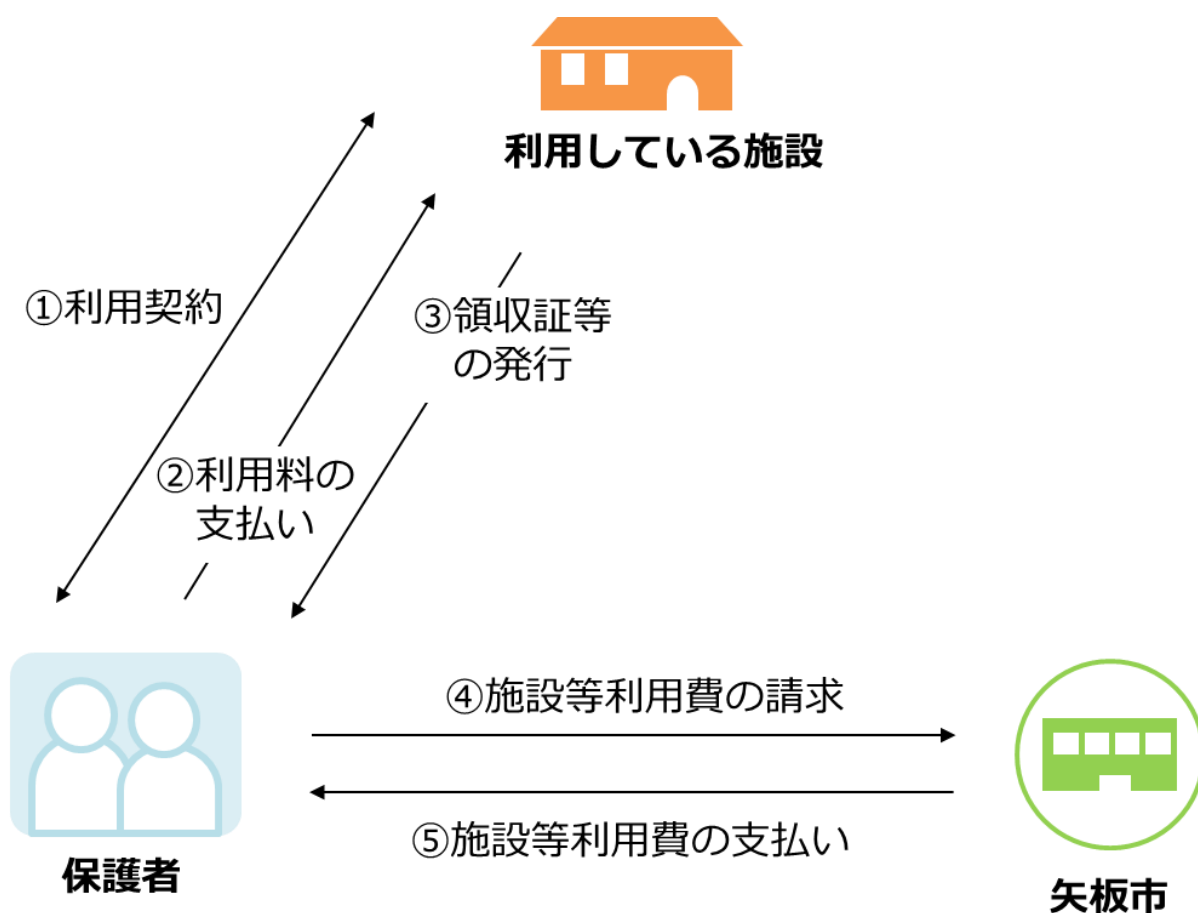 利用している施設
①利用契約
②利用料の
支払い
③領収証等
の発行
④施設等利用費の請求
⑤施設等利用費の支払い
保護者
矢板市